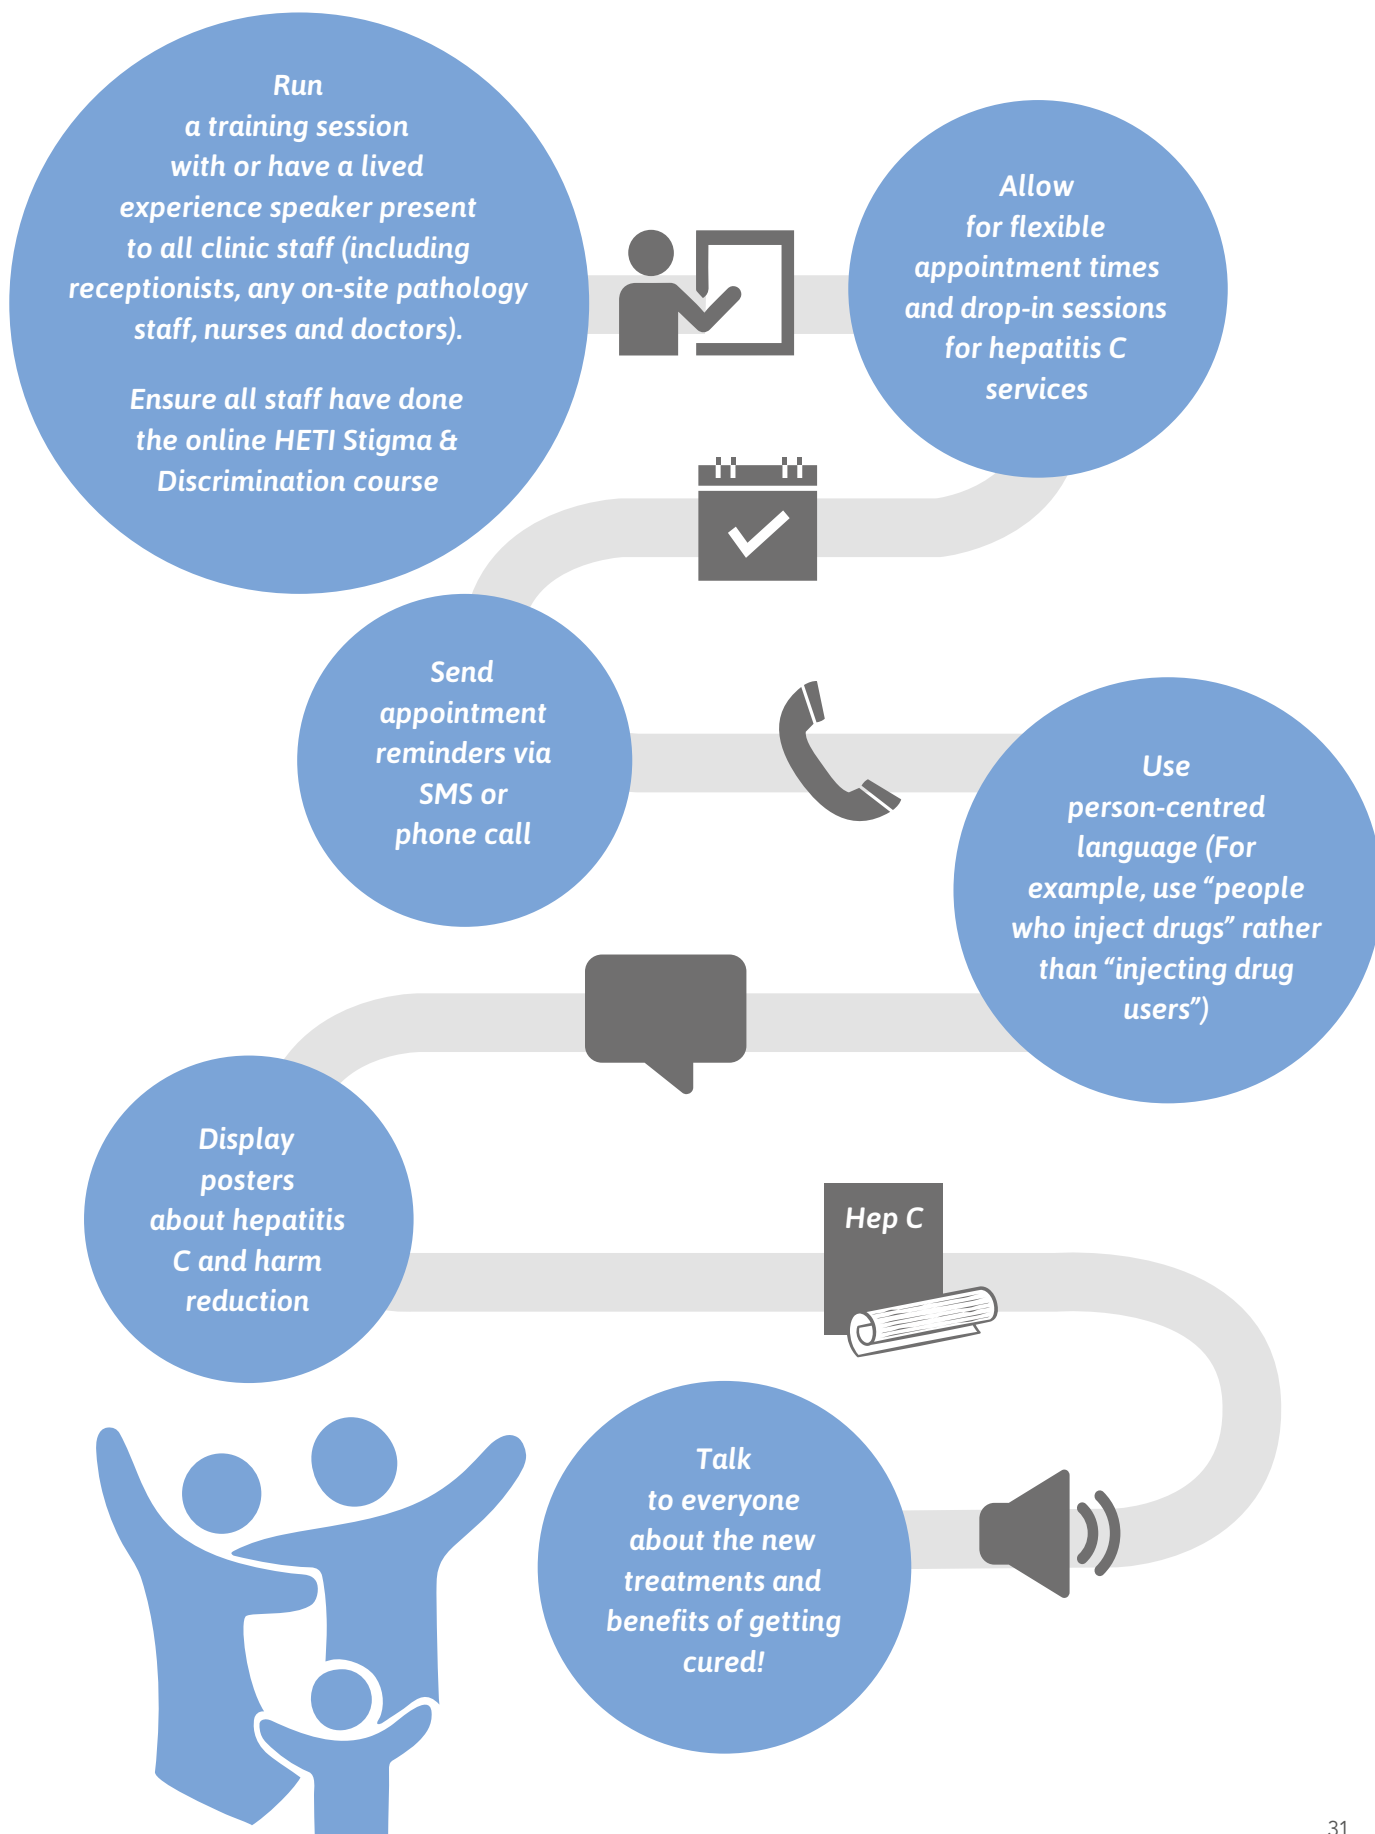 Run
a training session
with or have a lived
experience speaker present
to all clinic staff (including
receptionists, any on-site pathology
staff, nurses and doctors).
Ensure all staff have done
the online HETI Stigma &
Discrimination course
Allow
for flexible
appointment times
and drop-in sessions
for hepatitis C
services
Send
appointment
reminders via
SMS or
phone call
Use
person-centred
language (For
example, use “people
who inject drugs” rather
than “injecting drug
users”)
Display
posters
about hepatitis
C and harm
reduction
Hep C
Talk
to everyone
about the new
treatments and
benefits of getting
cured!
31